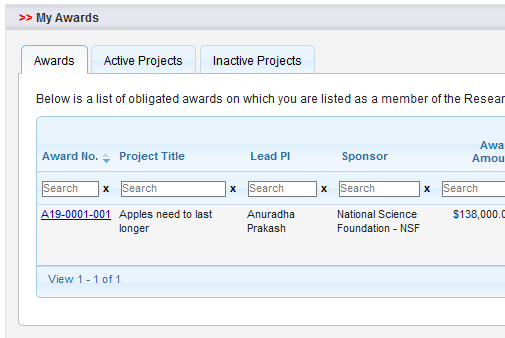 >> My Awards
Awards Active Projects Inactive Projects
Below is a list of obligated awards on which you are listed as a member of the Resear
Awa
Award No. Project Title Lead PI Sponsor Amou
Search x Search x Search x Search x Search
A19-0001-001 Apples need to last Anuradha National Science $138,000.0
longer Prakash Foundation - NSF
View 1 - 1 of 1